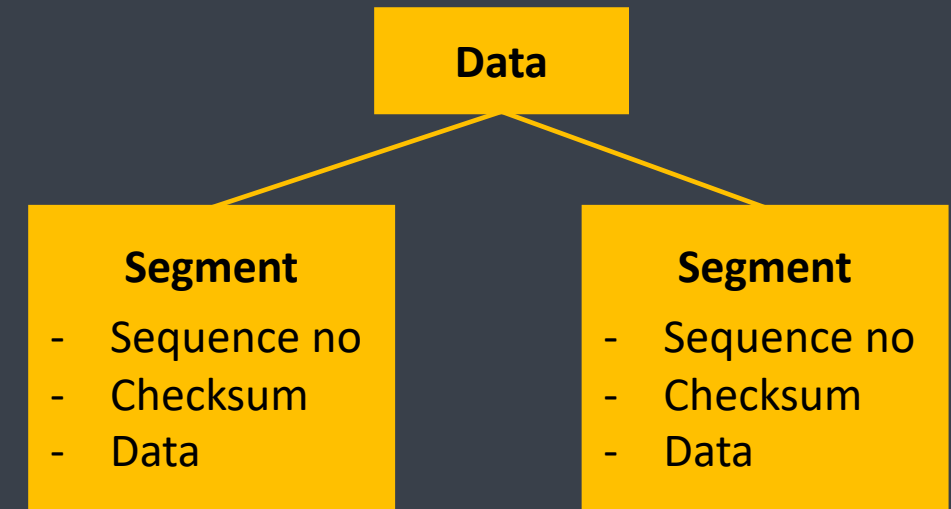 Data
Segment
- Sequence no
- Checksum
- Data
Segment
- Sequence no
- Checksum
- Data